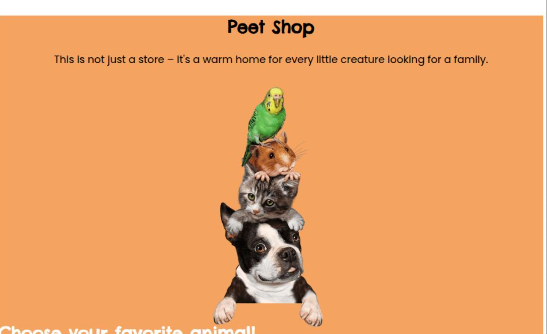 Peet Shop
This is not just a store – it's a warm home for every little creature looking for a family.
Choose your favorite animal!